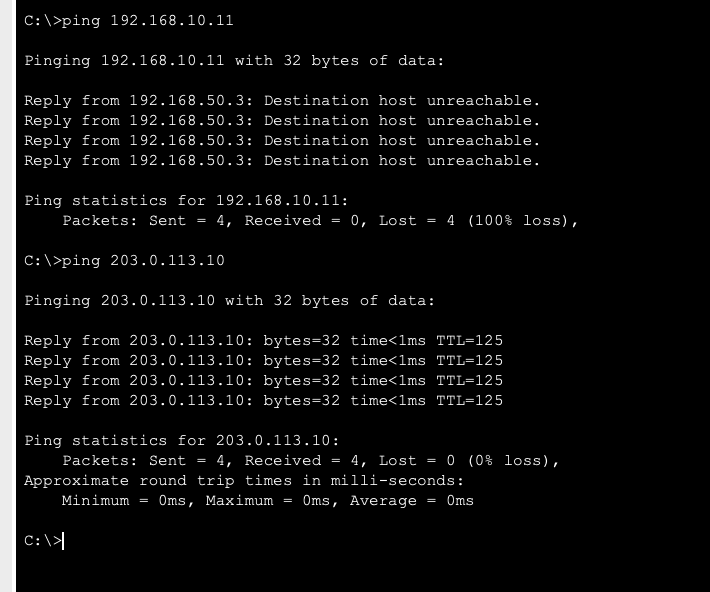 C:\>ping 192.168.10.11
Pinging 192.168.10.11 with 32 bytes of data:
Reply from 192.168.50.3: Destination host unreachable.
Reply from 192.168.50.3: Destination host unreachable.
Reply from 192.168.50.3: Destination host unreachable.
Reply from 192.168.50.3: Destination host unreachable.
Ping statistics for 192.168.10.11:
    Packets: Sent = 4, Received = 0, Lost = 4 (100% loss),
C:\>ping 203.0.113.10
Pinging 203.0.113.10 with 32 bytes of data:
Reply from 203.0.113.10: bytes=32 time<1ms TTL=125
Reply from 203.0.113.10: bytes=32 time<1ms TTL=125
Reply from 203.0.113.10: bytes=32 time<1ms TTL=125
Reply from 203.0.113.10: bytes=32 time<1ms TTL=125
Ping statistics for 203.0.113.10:
    Packets: Sent = 4, Received = 4, Lost = 0 (0% loss),
Approximate round trip times in milli-seconds:
    Minimum = 0ms, Maximum = 0ms, Average = 0ms
C:\>